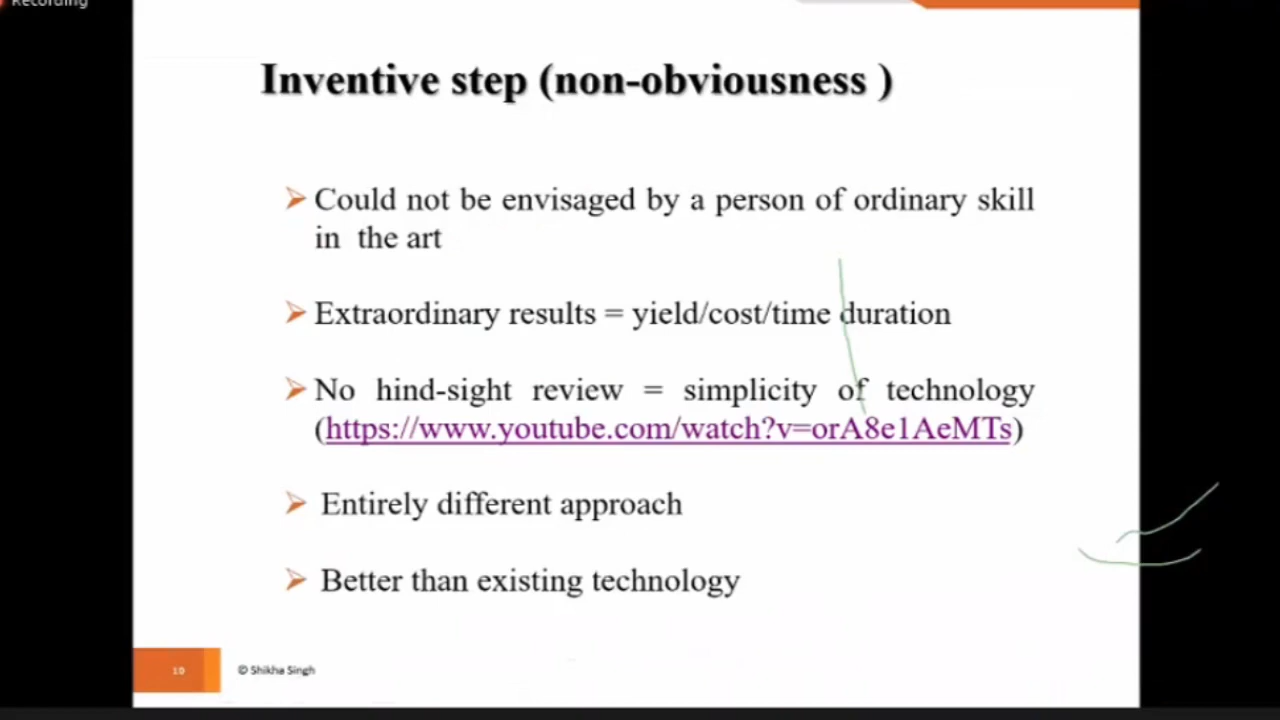 Recording
Inventive step (non-obviousness )
➢ Could not be envisaged by a person of ordinary skill
in the art
➢ Extraordinary results = yield/cost/time duration
➢ No hind-sight review = simplicity of technology
(https://www.youtube.com/watch?v=orA8e1AeMTs)
➢ Entirely different approach
➢ Better than existing technology
10
© Shikha Singh